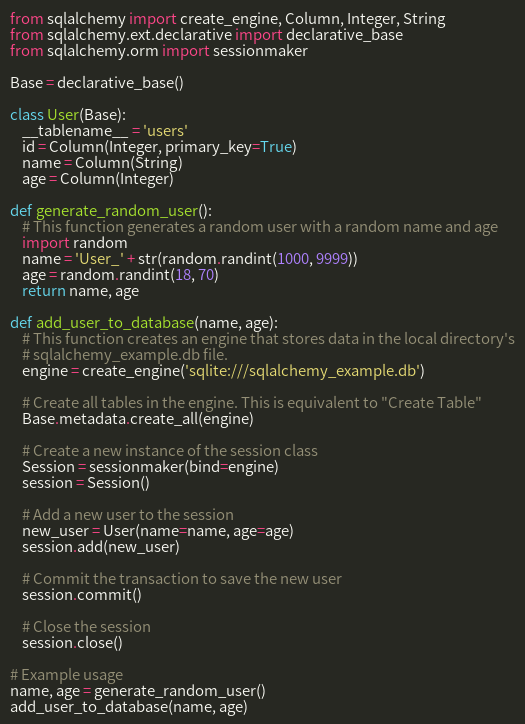 from sqlalchemy import create_engine, Column, Integer, String
from sqlalchemy.ext.declarative import declarative_base
from sqlalchemy.orm import sessionmaker

Base = declarative_base()

class User(Base):
    __tablename__ = 'users'
    id = Column(Integer, primary_key=True)
    name = Column(String)
    age = Column(Integer)

def generate_random_user():
    # This function generates a random user with a random name and age
    import random
    name = 'User_' + str(random.randint(1000, 9999))
    age = random.randint(18, 70)
    return name, age

def add_user_to_database(name, age):
    # This function creates an engine that stores data in the local directory's
    # sqlalchemy_example.db file.
    engine = create_engine('sqlite:///sqlalchemy_example.db')

    # Create all tables in the engine. This is equivalent to "Create Table"
    Base.metadata.create_all(engine)

    # Create a new instance of the session class
    Session = sessionmaker(bind=engine)
    session = Session()

    # Add a new user to the session
    new_user = User(name=name, age=age)
    session.add(new_user)

    # Commit the transaction to save the new user
    session.commit()

    # Close the session
    session.close()

# Example usage
name, age = generate_random_user()
add_user_to_database(name, age)